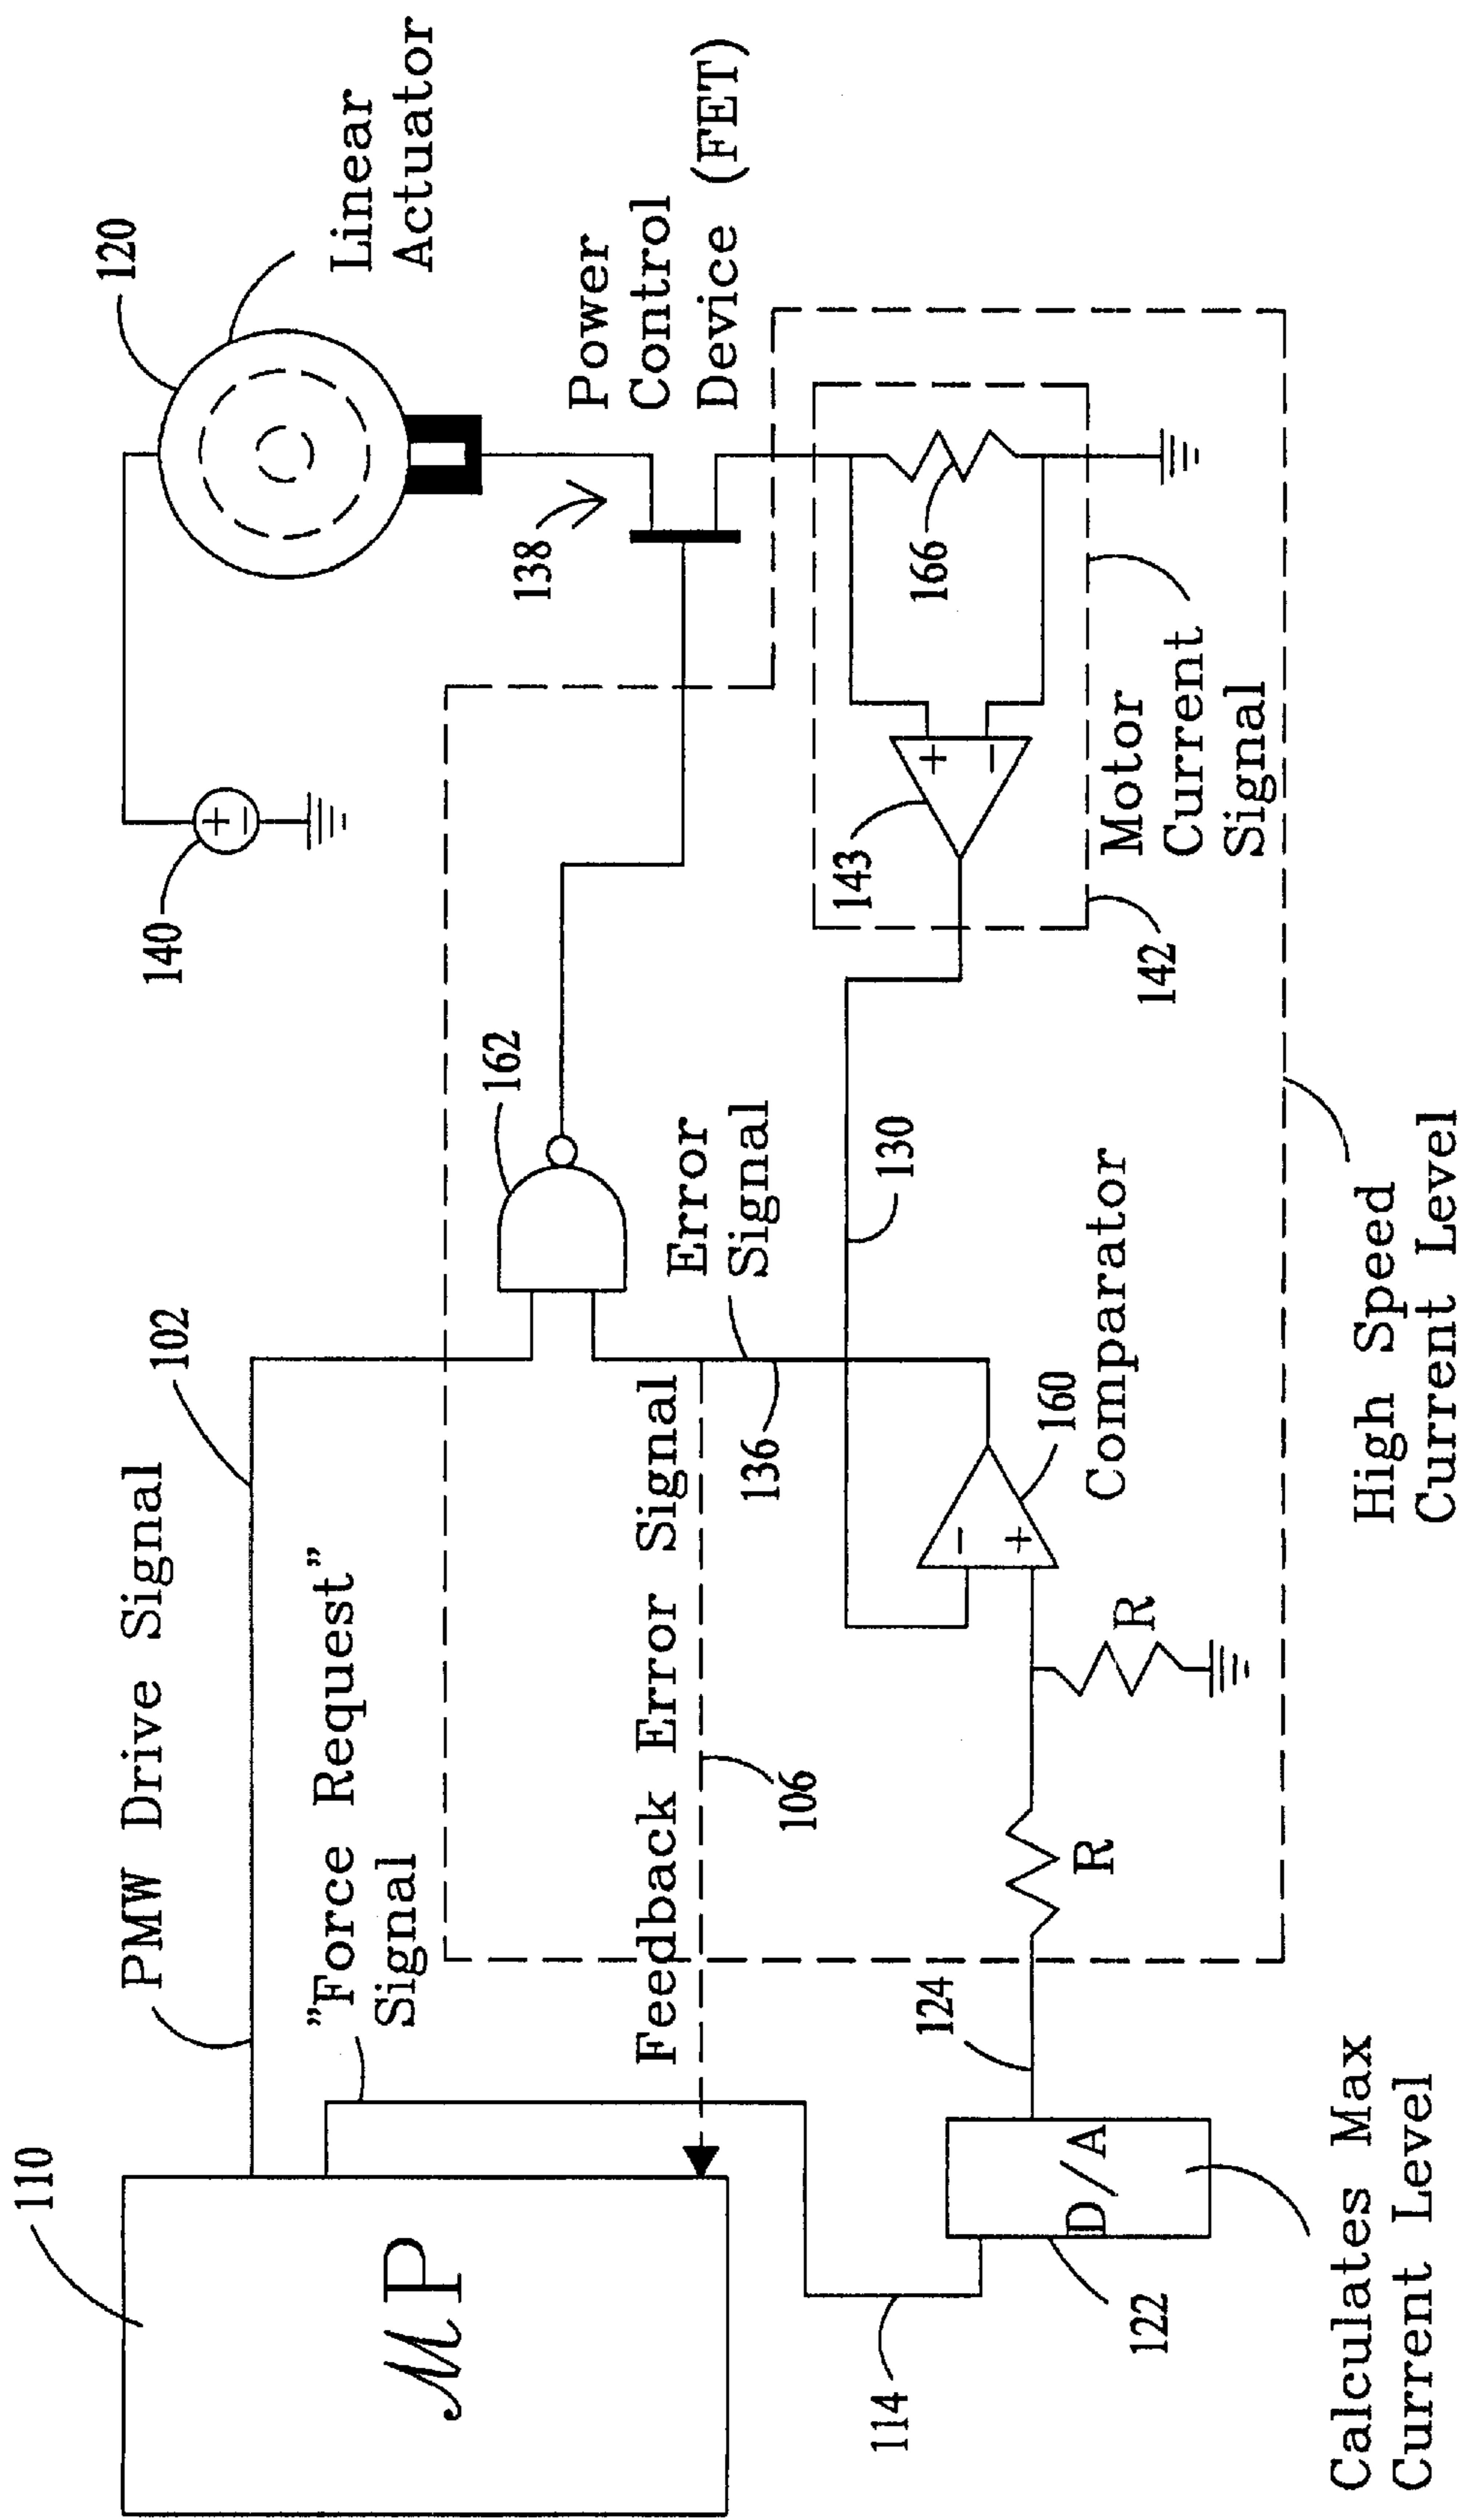 110
PMW Drive Signal
102
140
120
Linear
Actuator
"Force Request"
Signal
ℳP
162
138
Power
Control
Device (FET)
Feedback Error Signal
106
136
Error
Signal
130
+
−
143
166
Motor
Current
Signal
142
+
−
114
D/A
122
124
R
R
−
+
160
Comparator
Calculates Max
Current Level
High Speed
Current Level